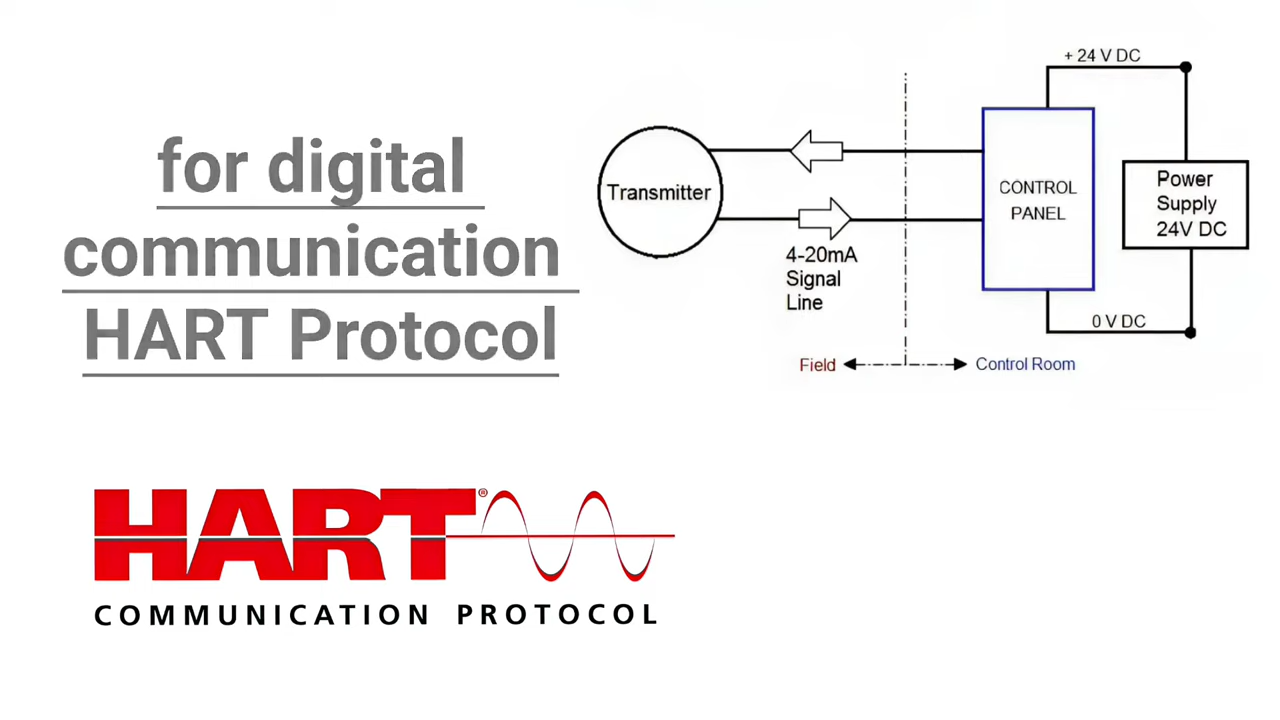 for digital
communication
HART Protocol
+ 24 V DC
Transmitter
CONTROL
PANEL
Power
Supply
24V DC
4-20mA
Signal
Line
0 V DC
Field
Control Room
HART®
COMMUNICATION PROTOCOL